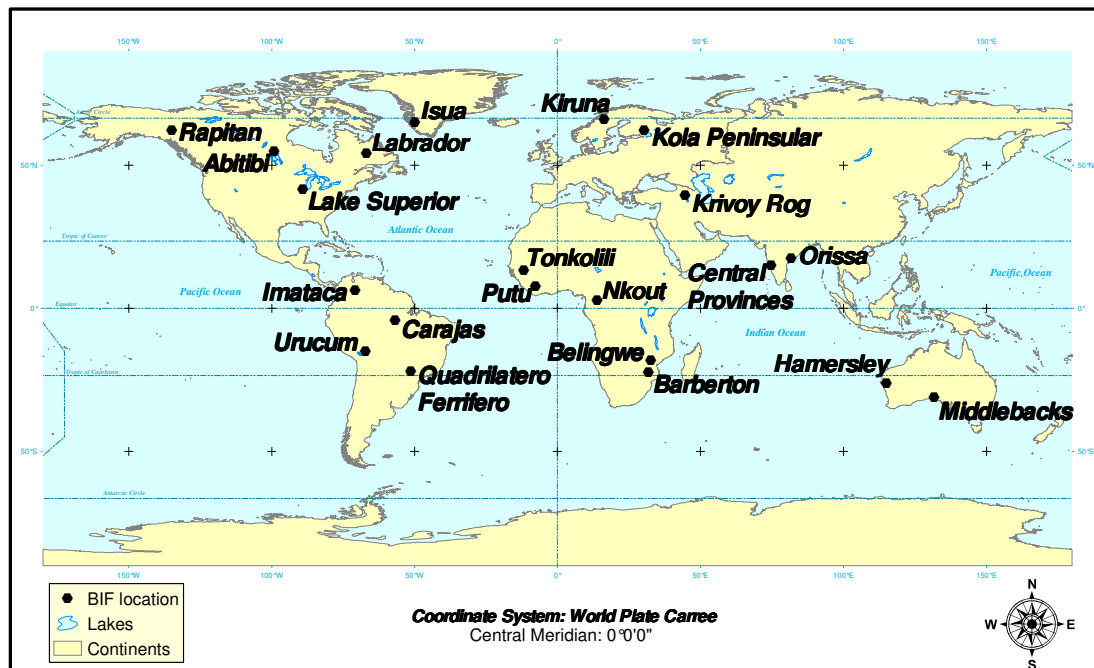 150°W 100°W 50°W 0° 50°E 100°E 150°E
Isua
Kiruna
Rapitan
Kola Peninsular
Labrador
Abitibi
50°N
50°N
Lake Superior
Krivoy Rog
Atlantic Ocean
Tropic of Cancer
Tonkolili
Orissa
Central
Provinces
Pacific Ocean
Pacific Ocean
Imataca
Putu
Nkout
Equator
Carajas
Indian Ocean
Urucum
Belingwe
Hamersley
Tropic of Capricorn
Quadrilatero
Ferrifero
Barberton
Middlebacks
50°S
50°S
Antarctic Circle
150°W 100°W 50°W 0° 50°E 100°E 150°E
BIF location
Lakes
Continents
Coordinate System: World Plate Carree
Central Meridian: 0°0'0"
N
W
E
S